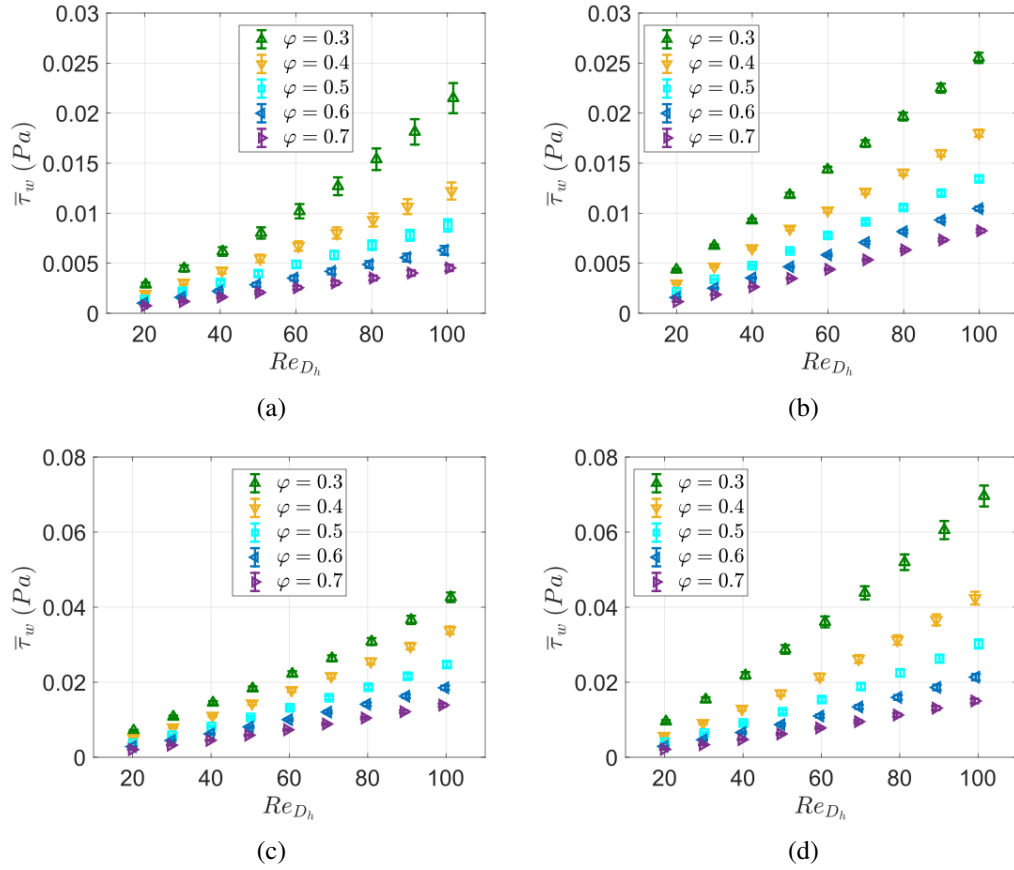 0.03
0.025
0.02
0.015
0.01
0.005
0
τ̿_w (Pa)
φ = 0.3
φ = 0.4
φ = 0.5
φ = 0.6
φ = 0.7
20 40 60 80 100
Re_{D_h}
(a)
0.03
0.025
0.02
0.015
0.01
0.005
0
τ̿_w (Pa)
φ = 0.3
φ = 0.4
φ = 0.5
φ = 0.6
φ = 0.7
20 40 60 80 100
Re_{D_h}
(b)
0.08
0.06
0.04
0.02
0
τ̿_w (Pa)
φ = 0.3
φ = 0.4
φ = 0.5
φ = 0.6
φ = 0.7
20 40 60 80 100
Re_{D_h}
(c)
0.08
0.06
0.04
0.02
0
τ̿_w (Pa)
φ = 0.3
φ = 0.4
φ = 0.5
φ = 0.6
φ = 0.7
20 40 60 80 100
Re_{D_h}
(d)